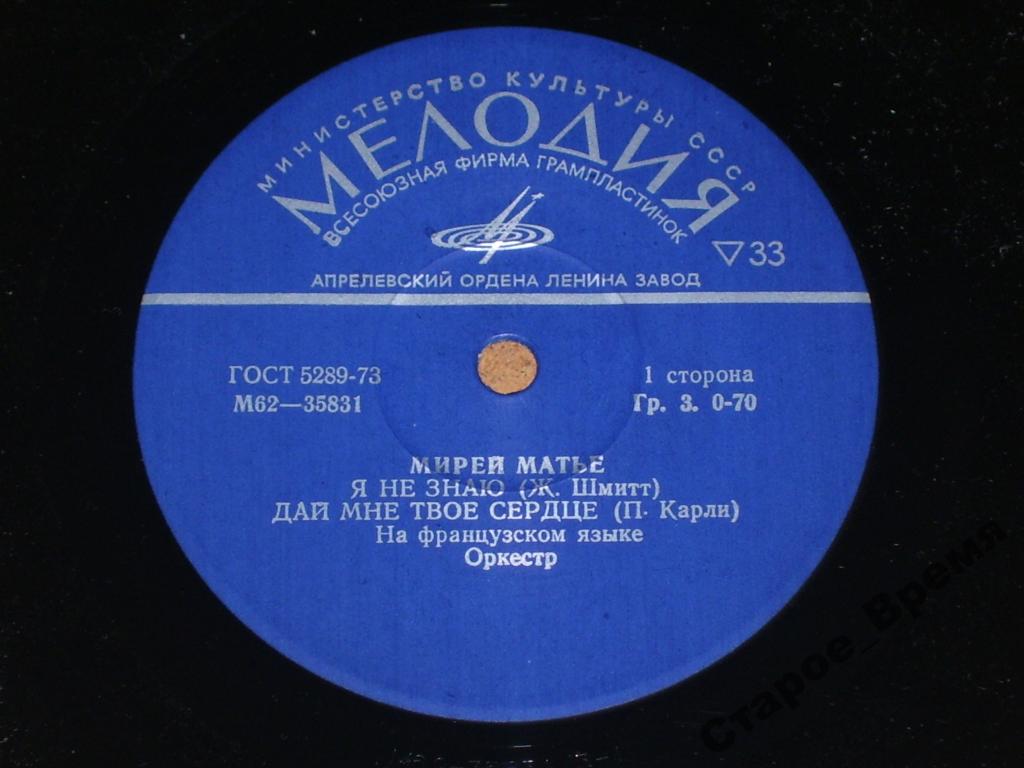 МИНИСТЕРСТВО КУЛЬТУРЫ СССР
МЕЛОДИЯ
ВСЕСОЮЗНАЯ ФИРМА ГРАМПЛАСТИНОК
▽33
АПРЕЛЕВСКИЙ ОРДЕНА ЛЕНИНА ЗАВОД
ГОСТ 5289-73
М62—35831
1 сторона
Гр. 3. 0-70
МИРЕЙ МАТЬЕ
Я НЕ ЗНАЮ (Ж. Шмитт)
ДАЙ МНЕ ТВОЕ СЕРДЦЕ (П. Карли)
На французском языке
Оркестр
Старое_Время